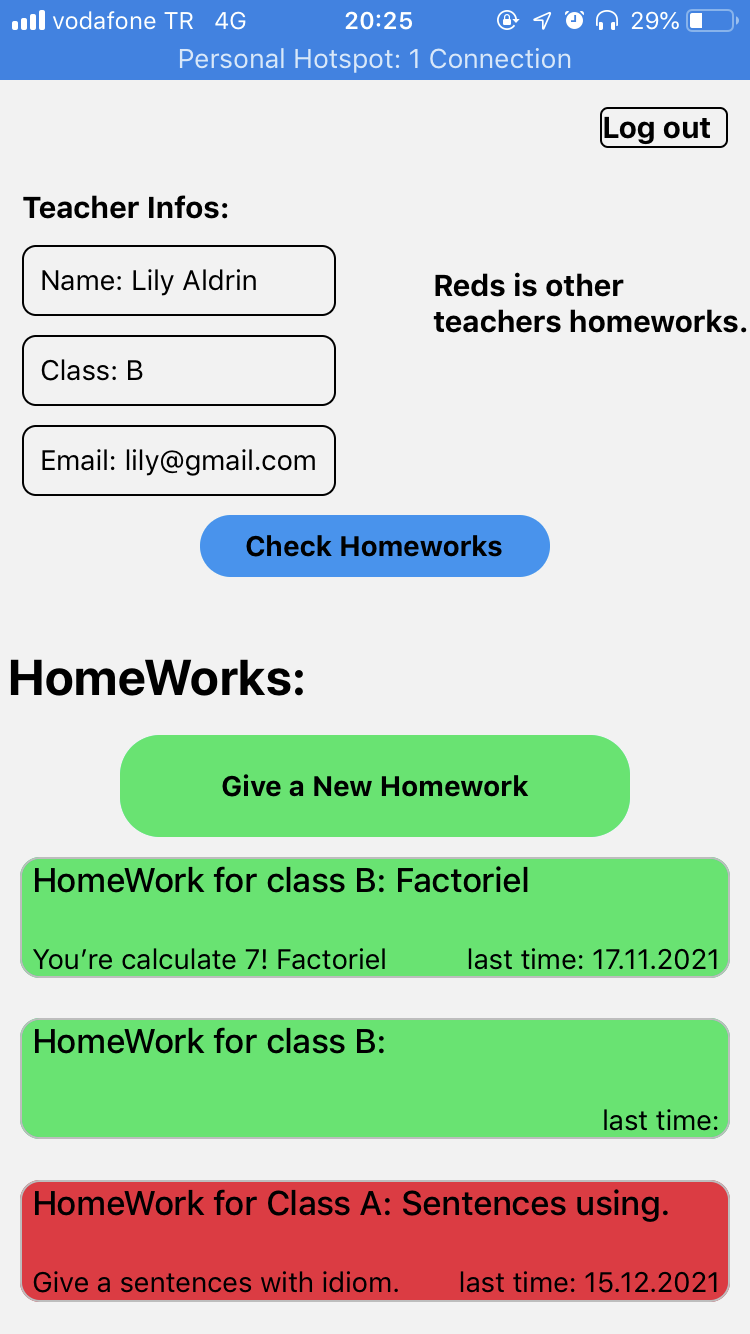 vodafone TR 4G 20:25 29%
Personal Hotspot: 1 Connection
Log out
Teacher Infos:
Name: Lily Aldrin
Reds is other
teachers homeworks.
Class: B
Email: lily@gmail.com
Check Homeworks
HomeWorks:
Give a New Homework
HomeWork for class B: Factoriel
You’re calculate 7! Factoriel last time: 17.11.2021
HomeWork for class B:
last time:
HomeWork for Class A: Sentences using.
Give a sentences with idiom. last time: 15.12.2021